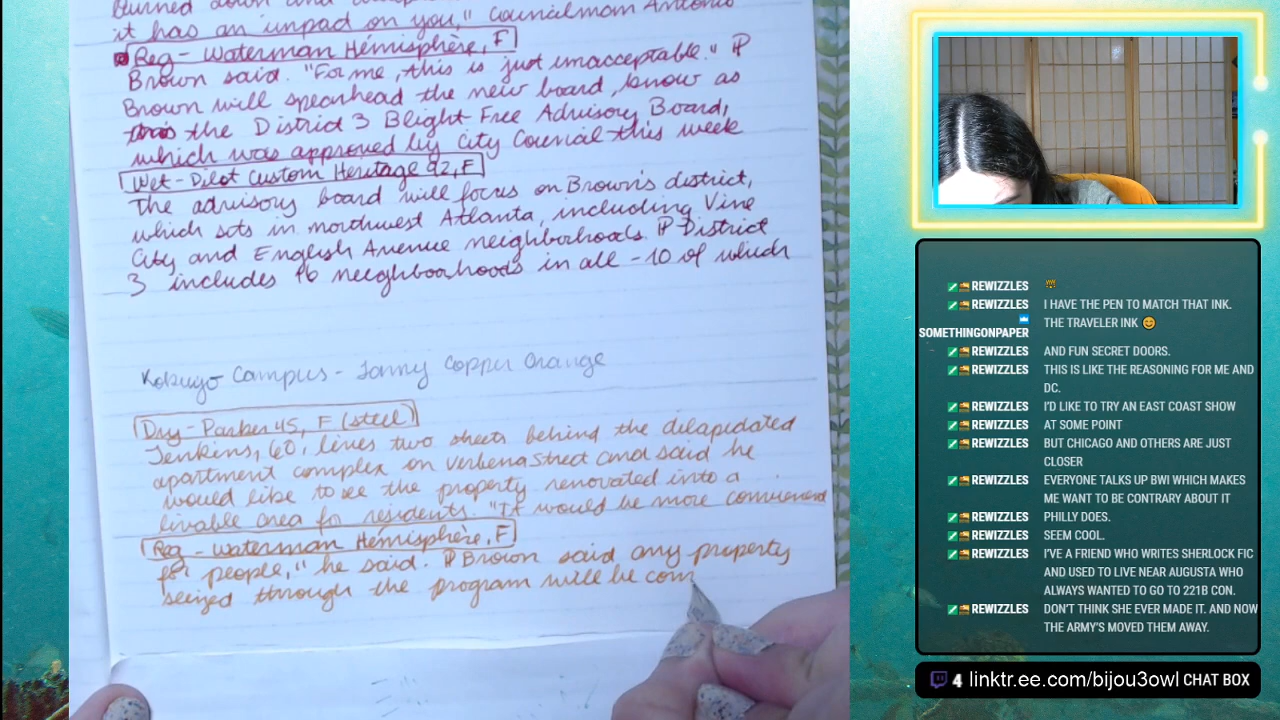 burned down and
it has an inpad on you," Councilman Antonio
Reg - Waterman Hémisphère, F
Brown said. "For me, this is just unacceptable." ⁋
Brown will spearhead the new board, know as
the District 3 Blight-Free Advisory Board,
which was approved by City Council this week
Wet - Pilot Custom Heritage 92, F
The advisory board will focus on Brown's district,
which sits in northwest Atlanta, including Vine
City and English Avenue neighborhoods. ⁋ District
3 includes 16 neighborhoods in all - 10 of which
Kokuyo Campus - Copper Orange
Dry - Parker 45, F (steel)
Jenkins, 60, lives two streets behind the dilapedated
apartment complex on Verbena Street and said he
would like to see the property renovated into a
livable area for residents. "It would be more convenient
Reg - Waterman Hémisphère, F
for people," he said. ⁋ Brown said any property
seized through the program will be com
REWIZZLES
REWIZZLES I HAVE THE PEN TO MATCH THAT INK.
SOMETHINGONPAPER THE TRAVELER INK 😊
REWIZZLES AND FUN SECRET DOORS.
REWIZZLES THIS IS LIKE THE REASONING FOR ME AND
DC.
REWIZZLES I'D LIKE TO TRY AN EAST COAST SHOW
REWIZZLES AT SOME POINT
REWIZZLES BUT CHICAGO AND OTHERS ARE JUST
CLOSER
REWIZZLES EVERYONE TALKS UP BWI WHICH MAKES
ME WANT TO BE CONTRARY ABOUT IT
REWIZZLES PHILLY DOES.
REWIZZLES SEEM COOL.
REWIZZLES I'VE A FRIEND WHO WRITES SHERLOCK FIC
AND USED TO LIVE NEAR AUGUSTA WHO
ALWAYS WANTED TO GO TO 221B CON.
REWIZZLES DON'T THINK SHE EVER MADE IT. AND NOW
THE ARMY'S MOVED THEM AWAY.
4 linktr.ee.com/bijou3owl CHAT BOX